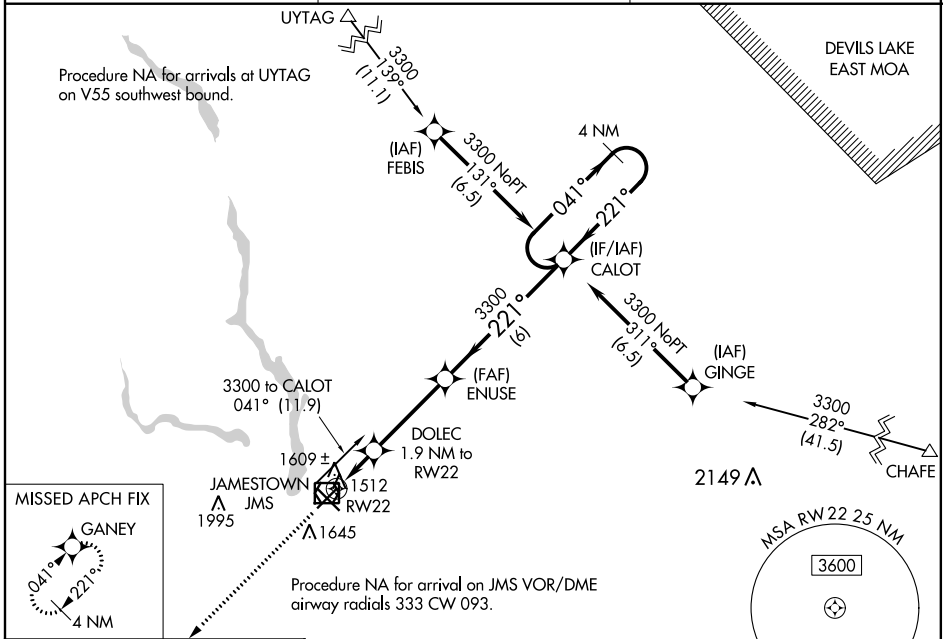 UYTAG
3300
139°
(11.1)
Procedure NA for arrivals at UYTAG
on V55 southwest bound.
DEVILS LAKE
EAST MOA
(IAF)
FEBIS
3300 NoPT
131°
(6.5)
4 NM
041°
221°
(IF/IAF)
CALOT
3300
221°
(6)
3300 NoPT
311°
(6.5)
(IAF)
GINGE
(FAF)
ENUSE
3300
282°
(41.5)
CHAFE
3300 to CALOT
041° (11.9)
DOLEC
1.9 NM to
RW22
1609 ±
JAMESTOWN
JMS
1512
RW22
1995
1645
2149
MISSED APCH FIX
GANEY
041°
221°
4 NM
Procedure NA for arrival on JMS VOR/DME
airway radials 333 CW 093.
MSA RW22 25 NM
3600